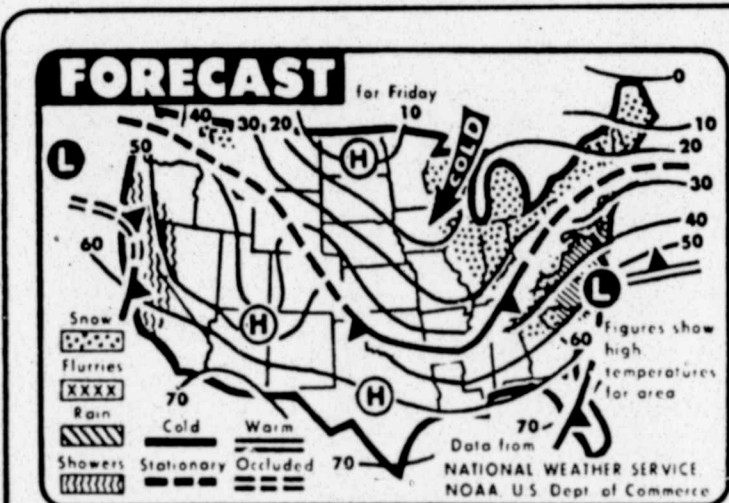 FORECAST
for Friday
40
30
20
10
0
10
20
30
40
50
60
L
50
60
H
COLD
H
H
L
Snow
Flurries
XXXX
Rain
Showers
70
Cold
Warm
Stationary
Occluded
70
70
Figures show
high
temperatures
for area
Data from
NATIONAL WEATHER SERVICE,
NOAA, U.S. Dept. of Commerce